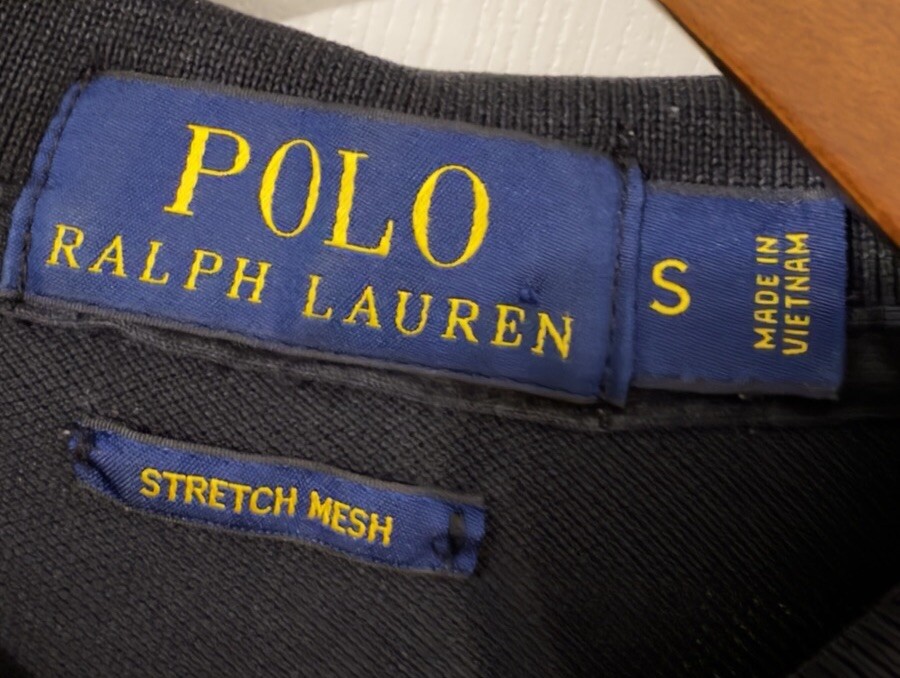 POLO
RALPH LAUREN
S
MADE IN
VIETNAM
STRETCH MESH